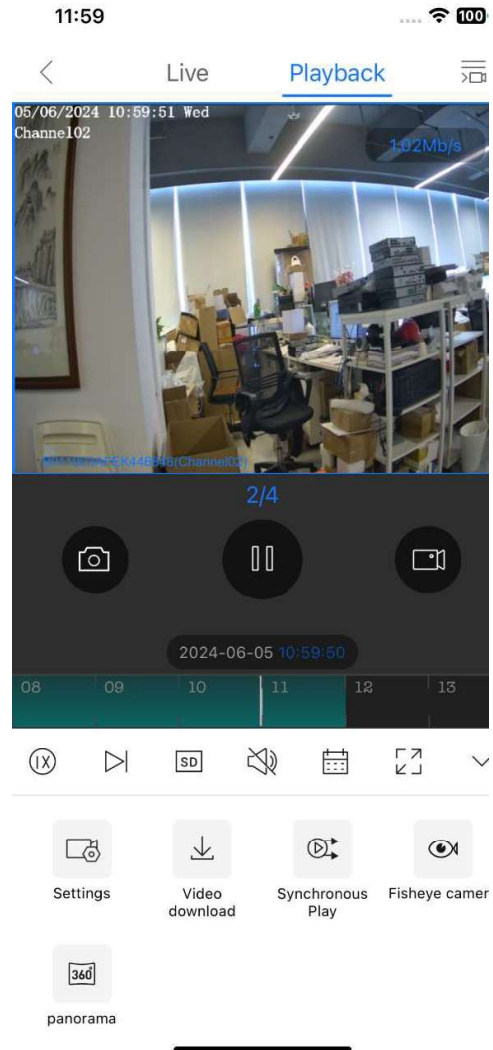 11:59
100
Live
Playback
05/06/2024 10:59:51 Wed
Channel02
1.02Mb/s
(Channel02)
2/4
2024-06-05 10:59:50
08 09 10 11 12 13
1X
SD
Settings
Video download
Synchronous Play
Fisheye camer
360°
panorama